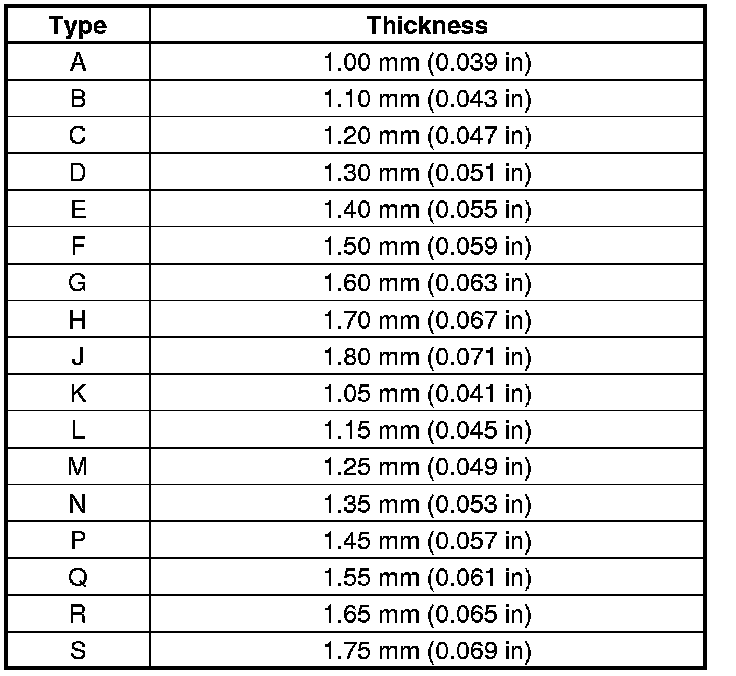 Type Thickness
A 1.00 mm (0.039 in)
B 1.10 mm (0.043 in)
C 1.20 mm (0.047 in)
D 1.30 mm (0.051 in)
E 1.40 mm (0.055 in)
F 1.50 mm (0.059 in)
G 1.60 mm (0.063 in)
H 1.70 mm (0.067 in)
J 1.80 mm (0.071 in)
K 1.05 mm (0.041 in)
L 1.15 mm (0.045 in)
M 1.25 mm (0.049 in)
N 1.35 mm (0.053 in)
P 1.45 mm (0.057 in)
Q 1.55 mm (0.061 in)
R 1.65 mm (0.065 in)
S 1.75 mm (0.069 in)